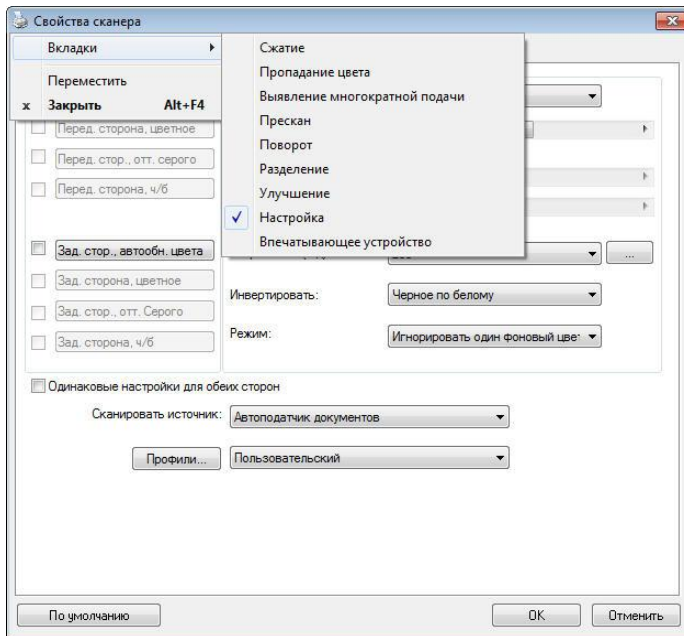 Свойства сканера
Вкладки
Переместить
x Закрыть Alt+F4
Сжатие
Пропадание цвета
Выявление многократной подачи
Прескан
Поворот
Разделение
Улучшение
Настройка
Впечатывающее устройство
Перед. сторона, цветное
Перед. стор., отт. серого
Перед. сторона, ч/б
Зад. стор., автообн. цвета
...
Зад. сторона, цветное
Инвертировать: Черное по белому
Зад. стор., отт. Серого
Режим: Игнорировать один фоновый цвет
Зад. сторона, ч/б
Одинаковые настройки для обеих сторон
Сканировать источник: Автоподатчик документов
Профили... Пользовательский
По умолчанию OK Отменить